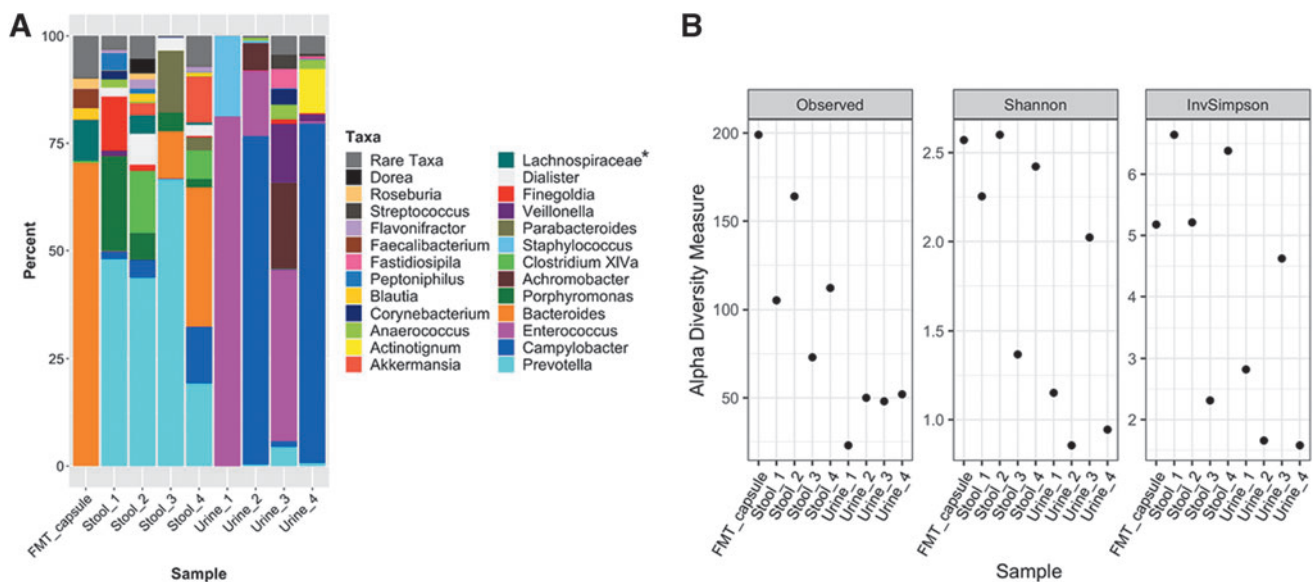 A
100
75
50
25
0
Percent
FMT_capsule
Stool_1
Stool_2
Stool_3
Stool_4
Urine_1
Urine_2
Urine_3
Urine_4
Sample
Taxa
Rare Taxa
Dorea
Roseburia
Streptococcus
Flavonifractor
Faecalibacterium
Fastidiosipila
Peptoniphilus
Blautia
Corynebacterium
Anaerococcus
Actinotignum
Akkermansia
Lachnospiraceae*
Dialister
Finegoldia
Veillonella
Parabacteroides
Staphylococcus
Clostridium XIVa
Achromobacter
Porphyromonas
Bacteroides
Enterococcus
Campylobacter
Prevotella
B
Alpha Diversity Measure
Observed
200
150
100
50
FMT_capsule
Stool_1
Stool_2
Stool_3
Stool_4
Urine_1
Urine_2
Urine_3
Urine_4
Shannon
2.5
2.0
1.5
1.0
FMT_capsule
Stool_1
Stool_2
Stool_3
Stool_4
Urine_1
Urine_2
Urine_3
Urine_4
InvSimpson
6
5
4
3
2
FMT_capsule
Stool_1
Stool_2
Stool_3
Stool_4
Urine_1
Urine_2
Urine_3
Urine_4
Sample